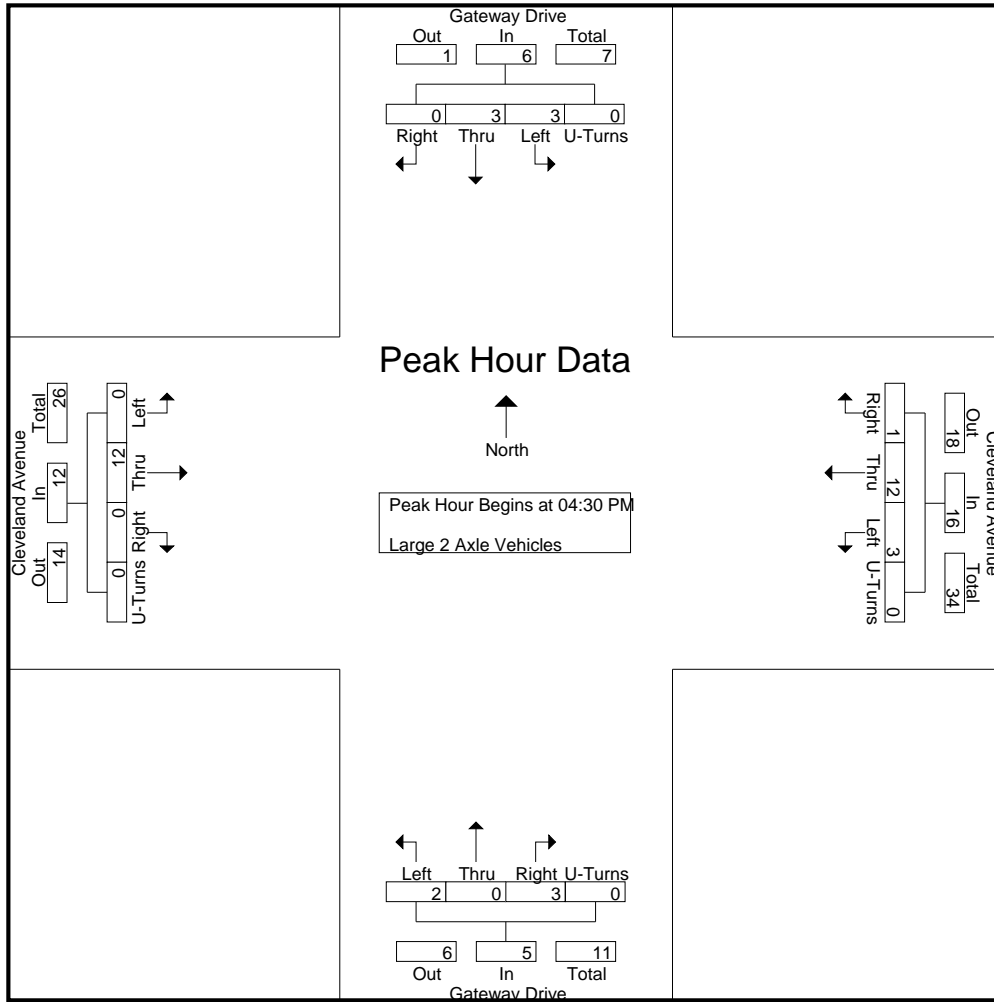 Gateway Drive
Out In Total
1 6 7
0 3 3 0
Right Thru Left U-Turns
Peak Hour Data
North
Peak Hour Begins at 04:30 PM
Large 2 Axle Vehicles
Cleveland Avenue
Out In Total
14 12 26
0 0 12 0
U-Turns Right Thru Left
Cleveland Avenue
Out In Total
18 16 34
1 12 3 0
Right Thru Left U-Turns
Left Thru Right U-Turns
2 0 3 0
6 5 11
Out In Total
Gateway Drive